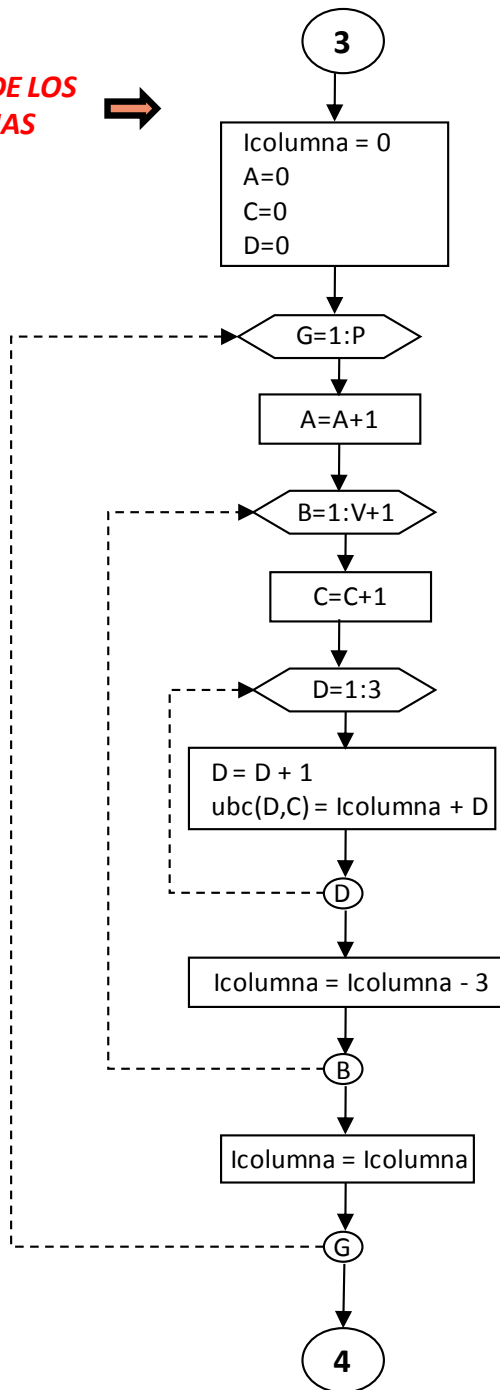 3
DE LOS
Icolumna = 0
A=0
C=0
D=0
G=1:P
A=A+1
B=1:V+1
C=C+1
D=1:3
D = D + 1
ubc(D,C) = Icolumna + D
D
Icolumna = Icolumna - 3
B
Icolumna = Icolumna
G
4